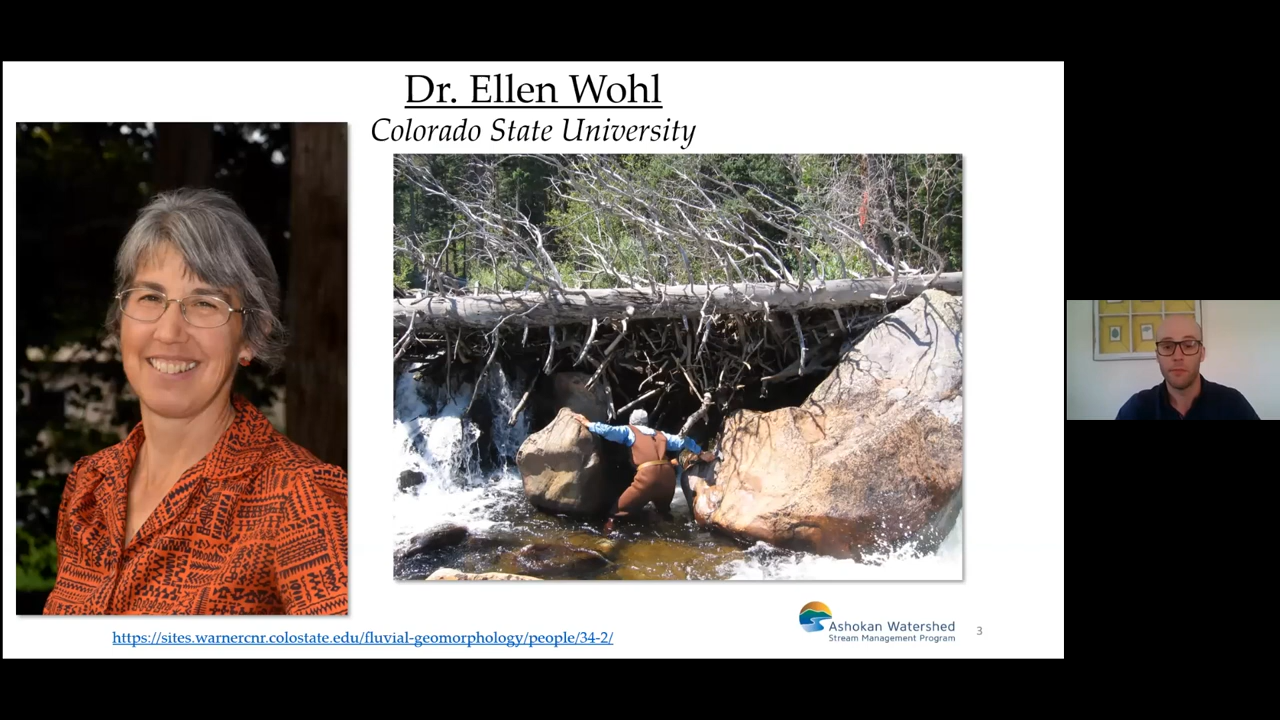 Dr. Ellen Wohl
Colorado State University
https://sites.warnercnr.colostate.edu/fluvial-geomorphology/people/34-2/
Ashokan Watershed
Stream Management Program
3